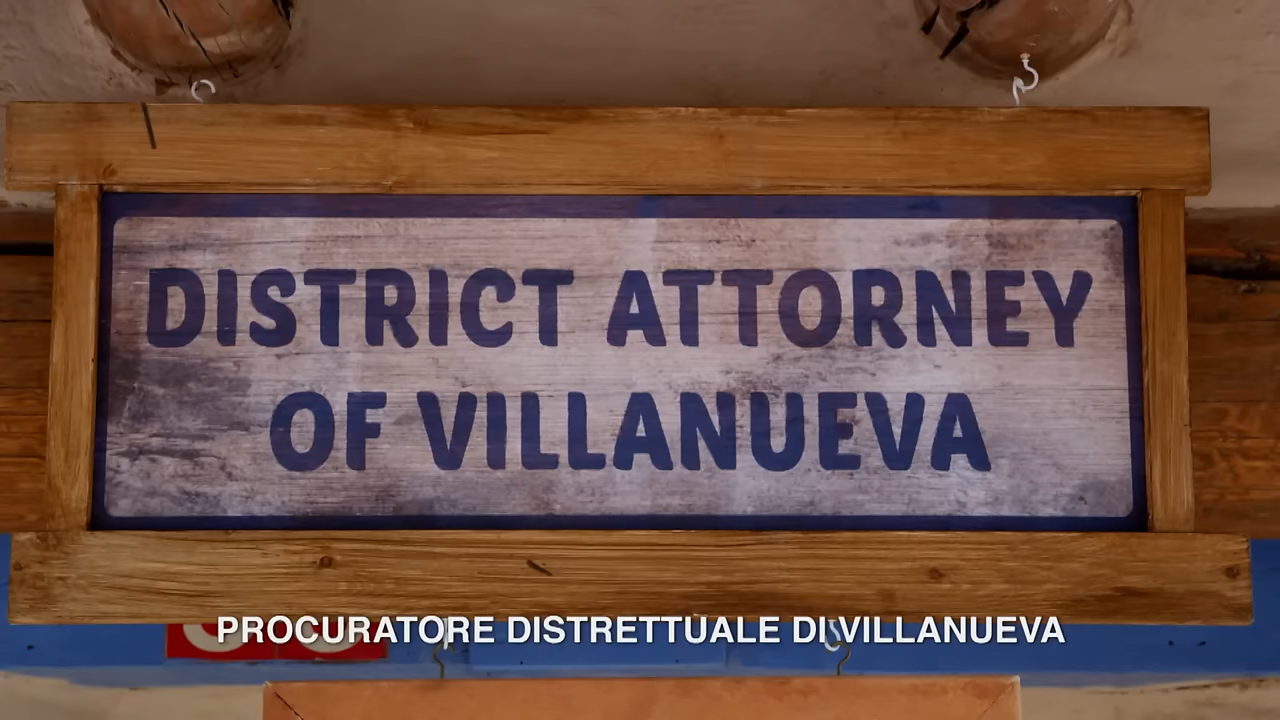 DISTRICT ATTORNEY
OF VILLANUEVA
PROCURATORE DISTRETTUALE DI VILLANUEVA